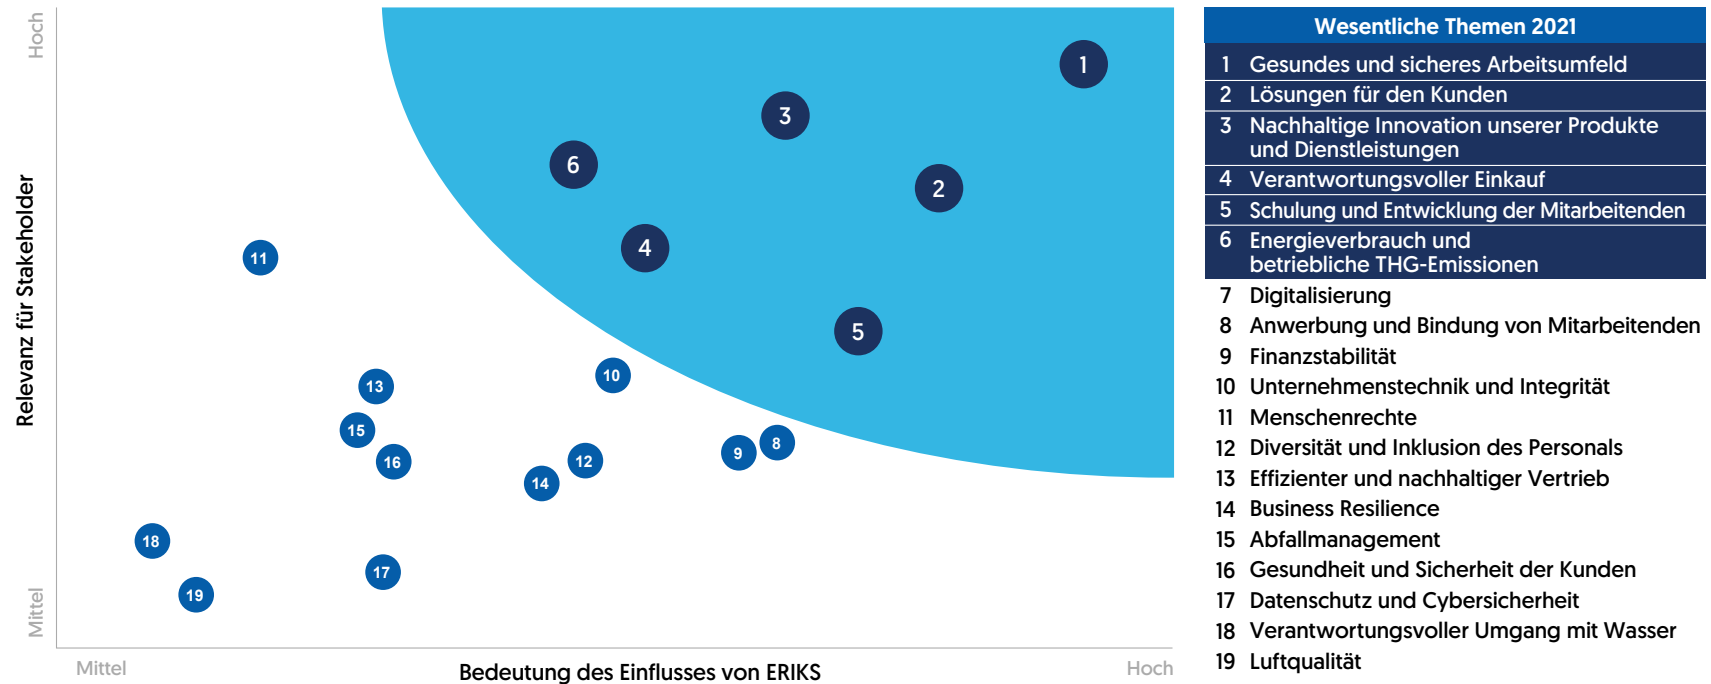 Hoch
Relevanz für Stakeholder
Mittel
1
3
6
2
4
11
5
10
13
15
8
9
12
16
14
18
17
19
Mittel
Bedeutung des Einflusses von ERIKS
Hoch
Wesentliche Themen 2021
1 Gesundes und sicheres Arbeitsumfeld
2 Lösungen für den Kunden
3 Nachhaltige Innovation unserer Produkte
und Dienstleistungen
4 Verantwortungsvoller Einkauf
5 Schulung und Entwicklung der Mitarbeitenden
6 Energieverbrauch und
betriebliche THG-Emissionen
7 Digitalisierung
8 Anwerbung und Bindung von Mitarbeitenden
9 Finanzstabilität
10 Unternehmenstechnik und Integrität
11 Menschenrechte
12 Diversität und Inklusion des Personals
13 Effizienter und nachhaltiger Vertrieb
14 Business Resilience
15 Abfallmanagement
16 Gesundheit und Sicherheit der Kunden
17 Datenschutz und Cybersicherheit
18 Verantwortungsvoller Umgang mit Wasser
19 Luftqualität